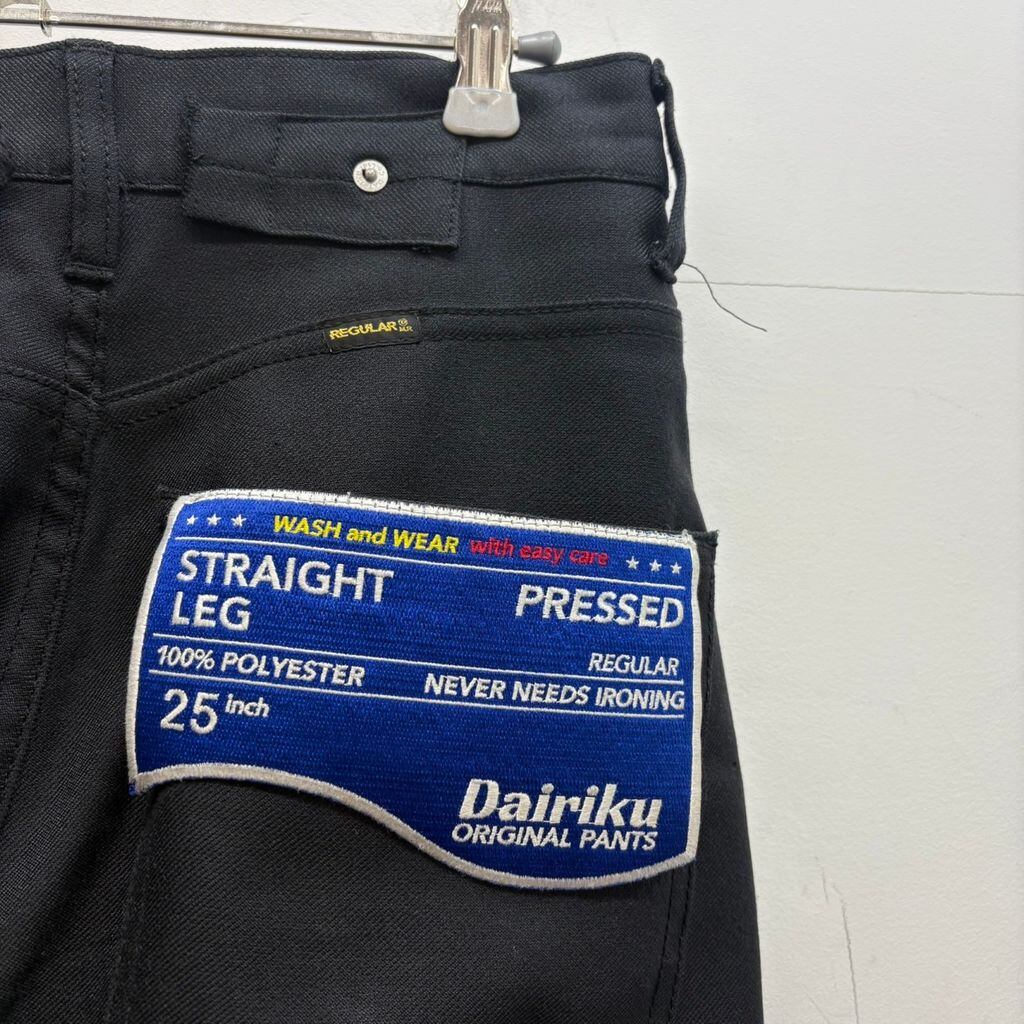 REGULAR M.R
★ ★ ★ WASH and WEAR with easy care ★ ★ ★
STRAIGHT
LEG
PRESSED
REGULAR
100% POLYESTER
NEVER NEEDS IRONING
25 inch
Dairiku
ORIGINAL PANTS